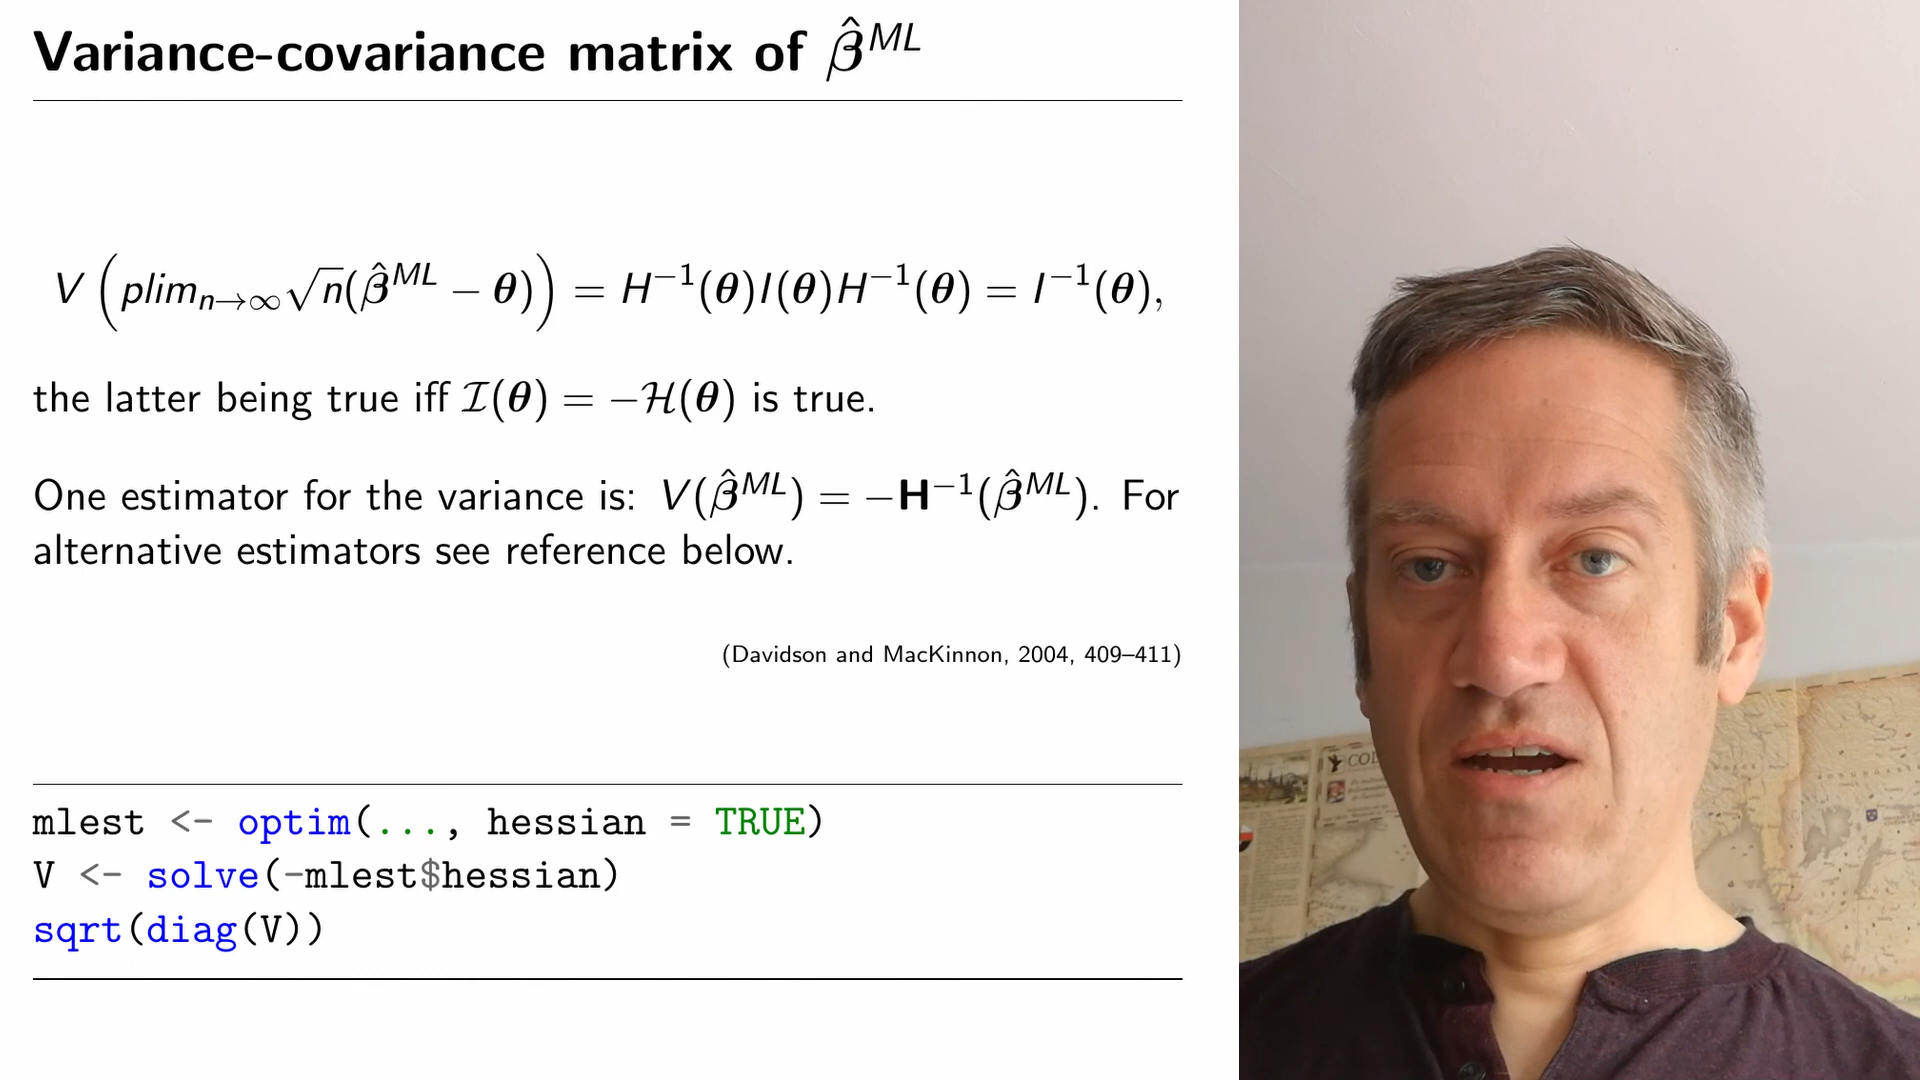 Variance-covariance matrix of β̂^ML
V (plim_{n→∞} √n(β̂^ML − θ)) = H⁻¹(θ)I(θ)H⁻¹(θ) = I⁻¹(θ),
the latter being true iff ℐ(θ) = −ℋ(θ) is true.
One estimator for the variance is: V(β̂^ML) = −H⁻¹(β̂^ML). For
alternative estimators see reference below.
(Davidson and MacKinnon, 2004, 409–411)
mlest <- optim(..., hessian = TRUE)
V <- solve(-mlest$hessian)
sqrt(diag(V))